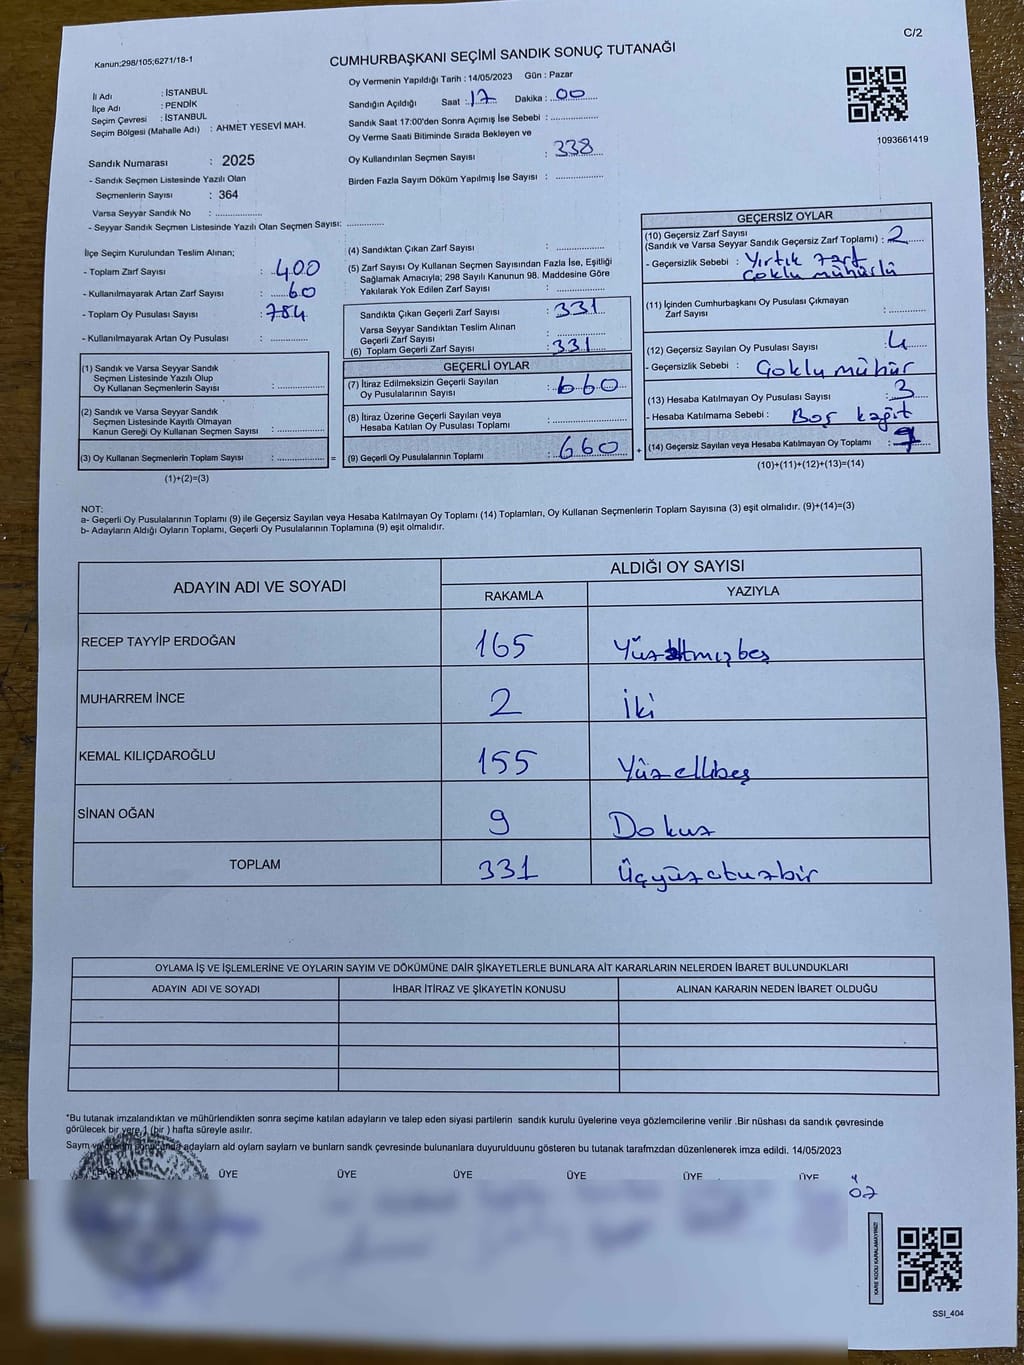 C/2
Kanun:298/105;6271/18-1
CUMHURBAŞKANI SEÇİMİ SANDIK SONUÇ TUTANAĞI
İl Adı : İSTANBUL
İlçe Adı : PENDİK
Seçim Çevresi : İSTANBUL
Seçim Bölgesi (Mahalle Adı) : AHMET YESEVİ MAH.
Sandık Numarası : 2025
- Sandık Seçmen Listesinde Yazılı Olan
Seçmenlerin Sayısı : 364
Varsa Seyyar Sandık No : ................
- Seyyar Sandık Seçmen Listesinde Yazılı Olan Seçmen Sayısı: .............
Oy Vermenin Yapıldığı Tarih : 14/05/2023 Gün : Pazar
Sandığın Açıldığı Saat : 17 Dakika : 00
Sandık Saat 17:00'den Sonra Açımış İse Sebebi : ................
Oy Verme Saati Bitiminde Sırada Bekleyen ve
Oy Kullandırılan Seçmen Sayısı : 338
Birden Fazla Sayım Döküm Yapılmış İse Sayısı : ................
1093661419
İlçe Seçim Kurulundan Teslim Alınan;
- Toplam Zarf Sayısı : 400
- Kullanılmayarak Artan Zarf Sayısı : 60
- Toplam Oy Pusulası Sayısı : 784
- Kullanılmayarak Artan Oy Pusulası : .............
(1) Sandık ve Varsa Seyyar Sandık
Seçmen Listesinde Yazılı Olup
Oy Kullanan Seçmenlerin Sayısı : ................
(2) Sandık ve Varsa Seyyar Sandık
Seçmen Listesinde Kayıtlı Olmayan
Kanun Gereği Oy Kullanan Seçmen Sayısı : ................
(3) Oy Kullanan Seçmenlerin Toplam Sayısı : ................ =
(1)+(2)=(3)
(4) Sandıktan Çıkan Zarf Sayısı : ................
(5) Zarf Sayısı Oy Kullanan Seçmen Sayısından Fazla İse, Eşitliği
Sağlamak Amacıyla; 298 Sayılı Kanunun 98. Maddesine Göre
Yakılarak Yok Edilen Zarf Sayısı : ................
Sandıkta Çıkan Geçerli Zarf Sayısı : 331
Varsa Seyyar Sandıktan Teslim Alınan
Geçerli Zarf Sayısı : ................
(6) Toplam Geçerli Zarf Sayısı : 331
GEÇERLİ OYLAR
(7) İtiraz Edilmeksizin Geçerli Sayılan
Oy Pusulası Sayısı : 660
(8) İtiraz Üzerine Geçerli Sayılan veya
Hesaba Katılan Oy Pusulası Toplamı : ................
(9) Geçerli Oy Pusulalarının Toplamı : 660 +
GEÇERSİZ OYLAR
(10) Geçersiz Zarf Sayısı
(Sandık ve Varsa Seyyar Sandık Geçersiz Zarf Toplamı) : 2
- Geçersizlik Sebebi : Yırtık zarf
Çoklu mühürlü
(11) İçinden Cumhurbaşkanı Oy Pusulası Çıkmayan
Zarf Sayısı : ................
(12) Geçersiz Sayılan Oy Pusulası Sayısı : 4
- Geçersizlik Sebebi : Çoklu mühür
(13) Hesaba Katılmayan Oy Pusulası Sayısı : 3
- Hesaba Katılmama Sebebi : Boş kağıt
(14) Geçersiz Sayılan veya Hesaba Katılmayan Oy Toplamı : 9
(10)+(11)+(12)+(13)=(14)
NOT:
a- Geçerli Oy Pusulalarının Toplamı (9) ile Geçersiz Sayılan veya Hesaba Katılmayan Oy Toplamı (14) Toplamları, Oy Kullanan Seçmenlerin Toplam Sayısına (3) eşit olmalıdır. (9)+(14)=(3)
b- Adayların Aldığı Oyların Toplamı, Geçerli Oy Pusulalarının Toplamına (9) eşit olmalıdır.
ADAYIN ADI VE SOYADI
ALDIĞI OY SAYISI
RAKAMLA YAZIYLA
RECEP TAYYİP ERDOĞAN 165 Yüzaltmışbeş
MUHARREM İNCE 2 İki
KEMAL KILIÇDAROĞLU 155 Yüzellibeş
SİNAN OĞAN 9 Dokuz
TOPLAM 331 Üçyüzotuzbir
OYLAMA İŞ VE İŞLEMLERİNE VE OYLARIN SAYIM VE DÖKÜMÜNE DAİR ŞİKAYETLERLE BUNLARA AİT KARARLARIN NELERDEN İBARET BULUNDUKLARI
ADAYIN ADI VE SOYADI İHBAR İTİRAZ VE ŞİKAYETİN KONUSU ALINAN KARARIN NEDEN İBARET OLDUĞU
*Bu tutanak imzalandıktan ve mühürlendikten sonra seçime katılan adayların ve talep eden siyasi partilerin sandık kurulu üyelerine veya gözlemcilerine verilir .Bir nüshası da sandık çevresinde
görülecek bir yere 1 (bir ) hafta süreyle asılır.
Saym ve adaylarn ald oylarn saylarn ve bunlarn sandk çevresinde bulunanlara duyurulduunu gösteren bu tutanak tarafmzdan düzenlenerek imza edildi. 14/05/2023
BAŞKAN ÜYE ÜYE ÜYE ÜYE ÜYE ÜYE
KARE KODU KARALAMAYINIZ!
SSI_404